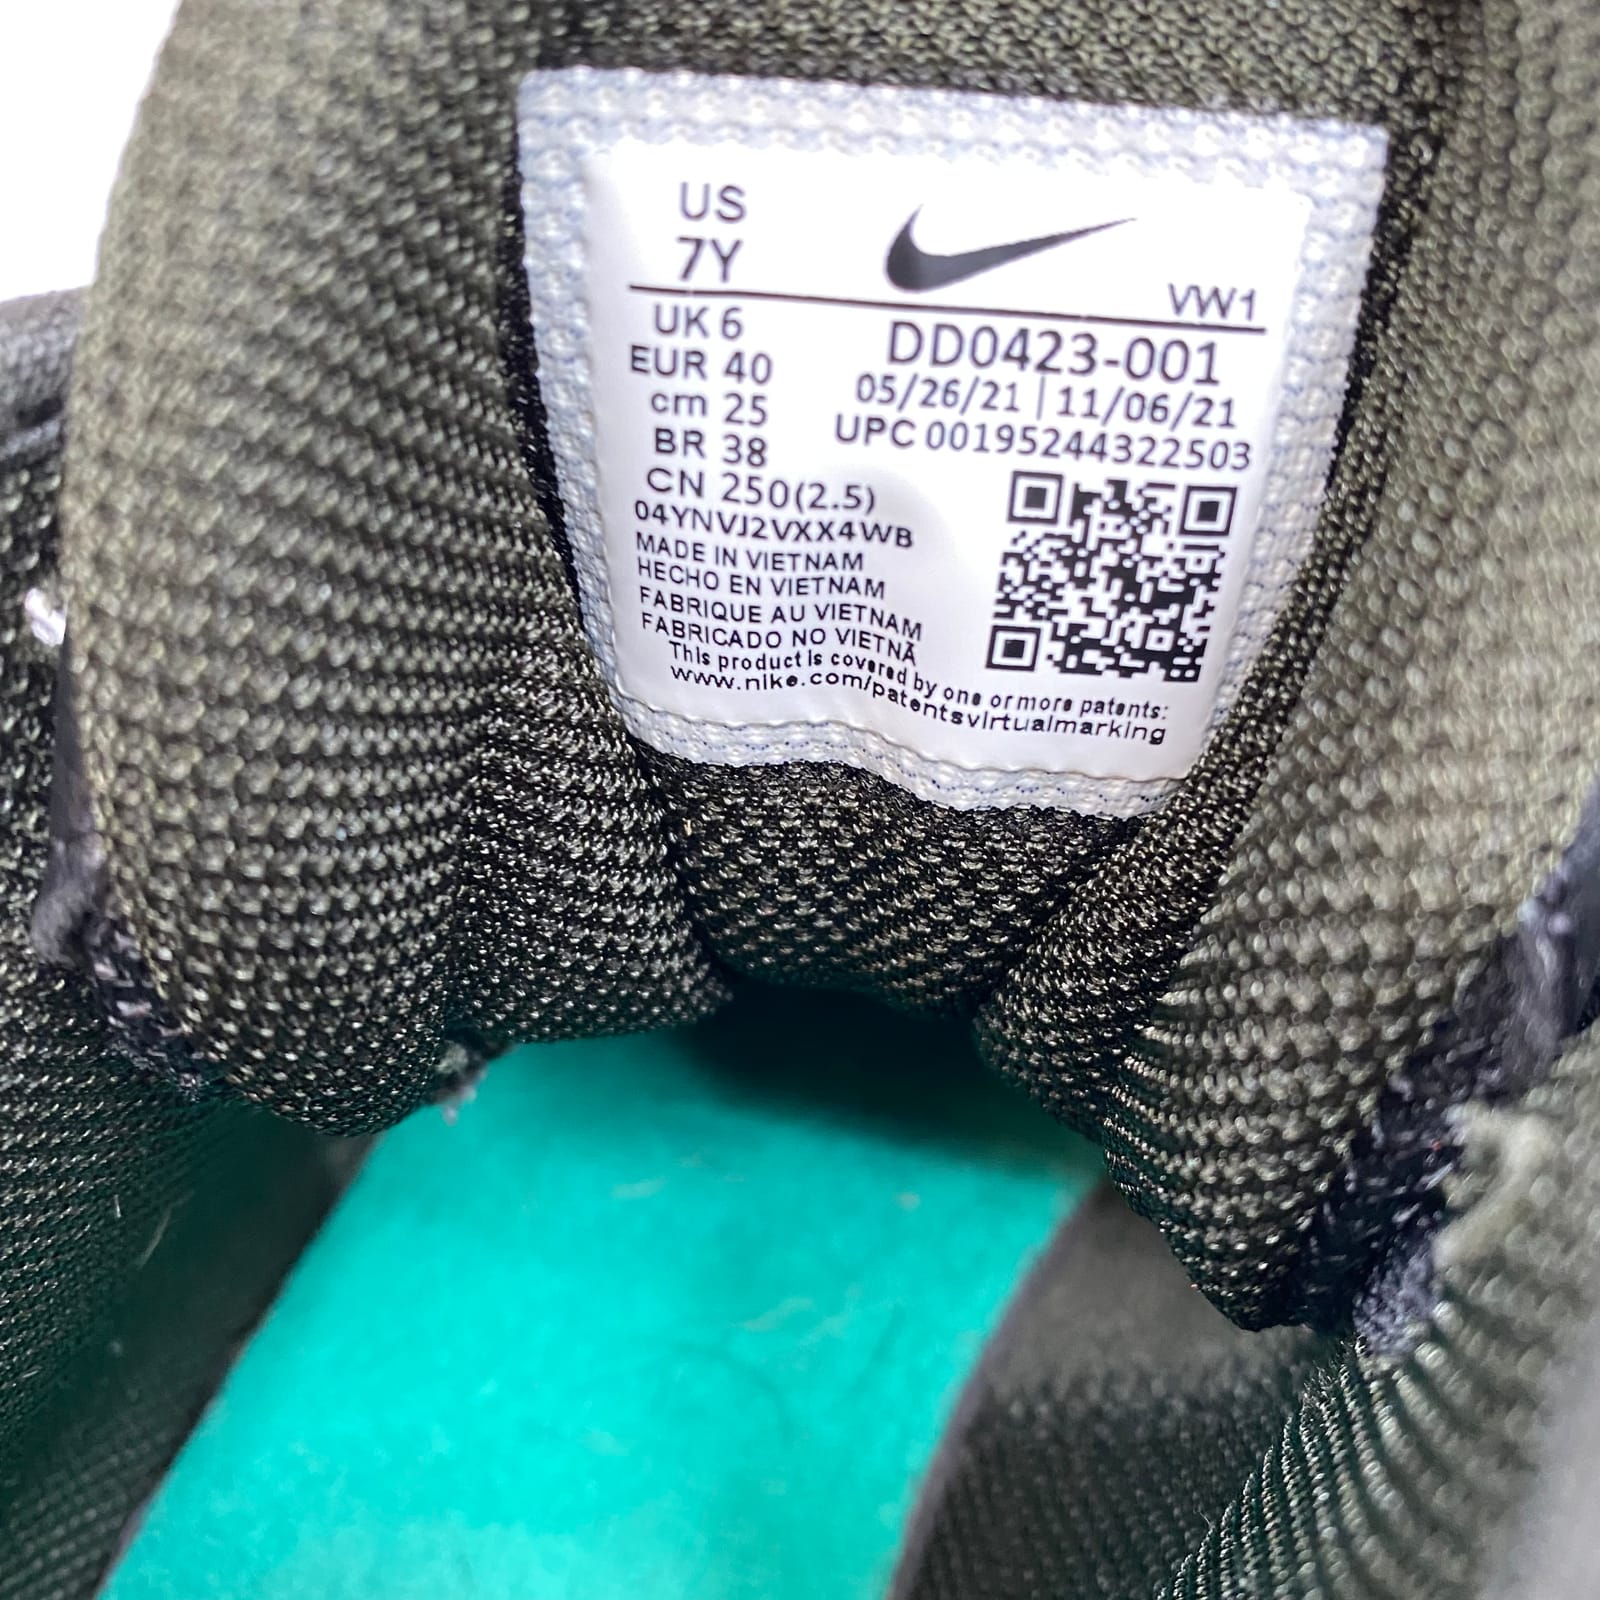 US
7Y
VW1
UK 6
EUR 40
cm 25
BR 38
CN 250(2.5)
DD0423-001
05/26/21 | 11/06/21
UPC 00195244322503
04YNVJ2VXX4WB
MADE IN VIETNAM
HECHO EN VIETNAM
FABRIQUE AU VIETNAM
FABRICADO NO VIETNÃ
This product is covered by one or more patents:
www.nike.com/patentsvirtualmarking